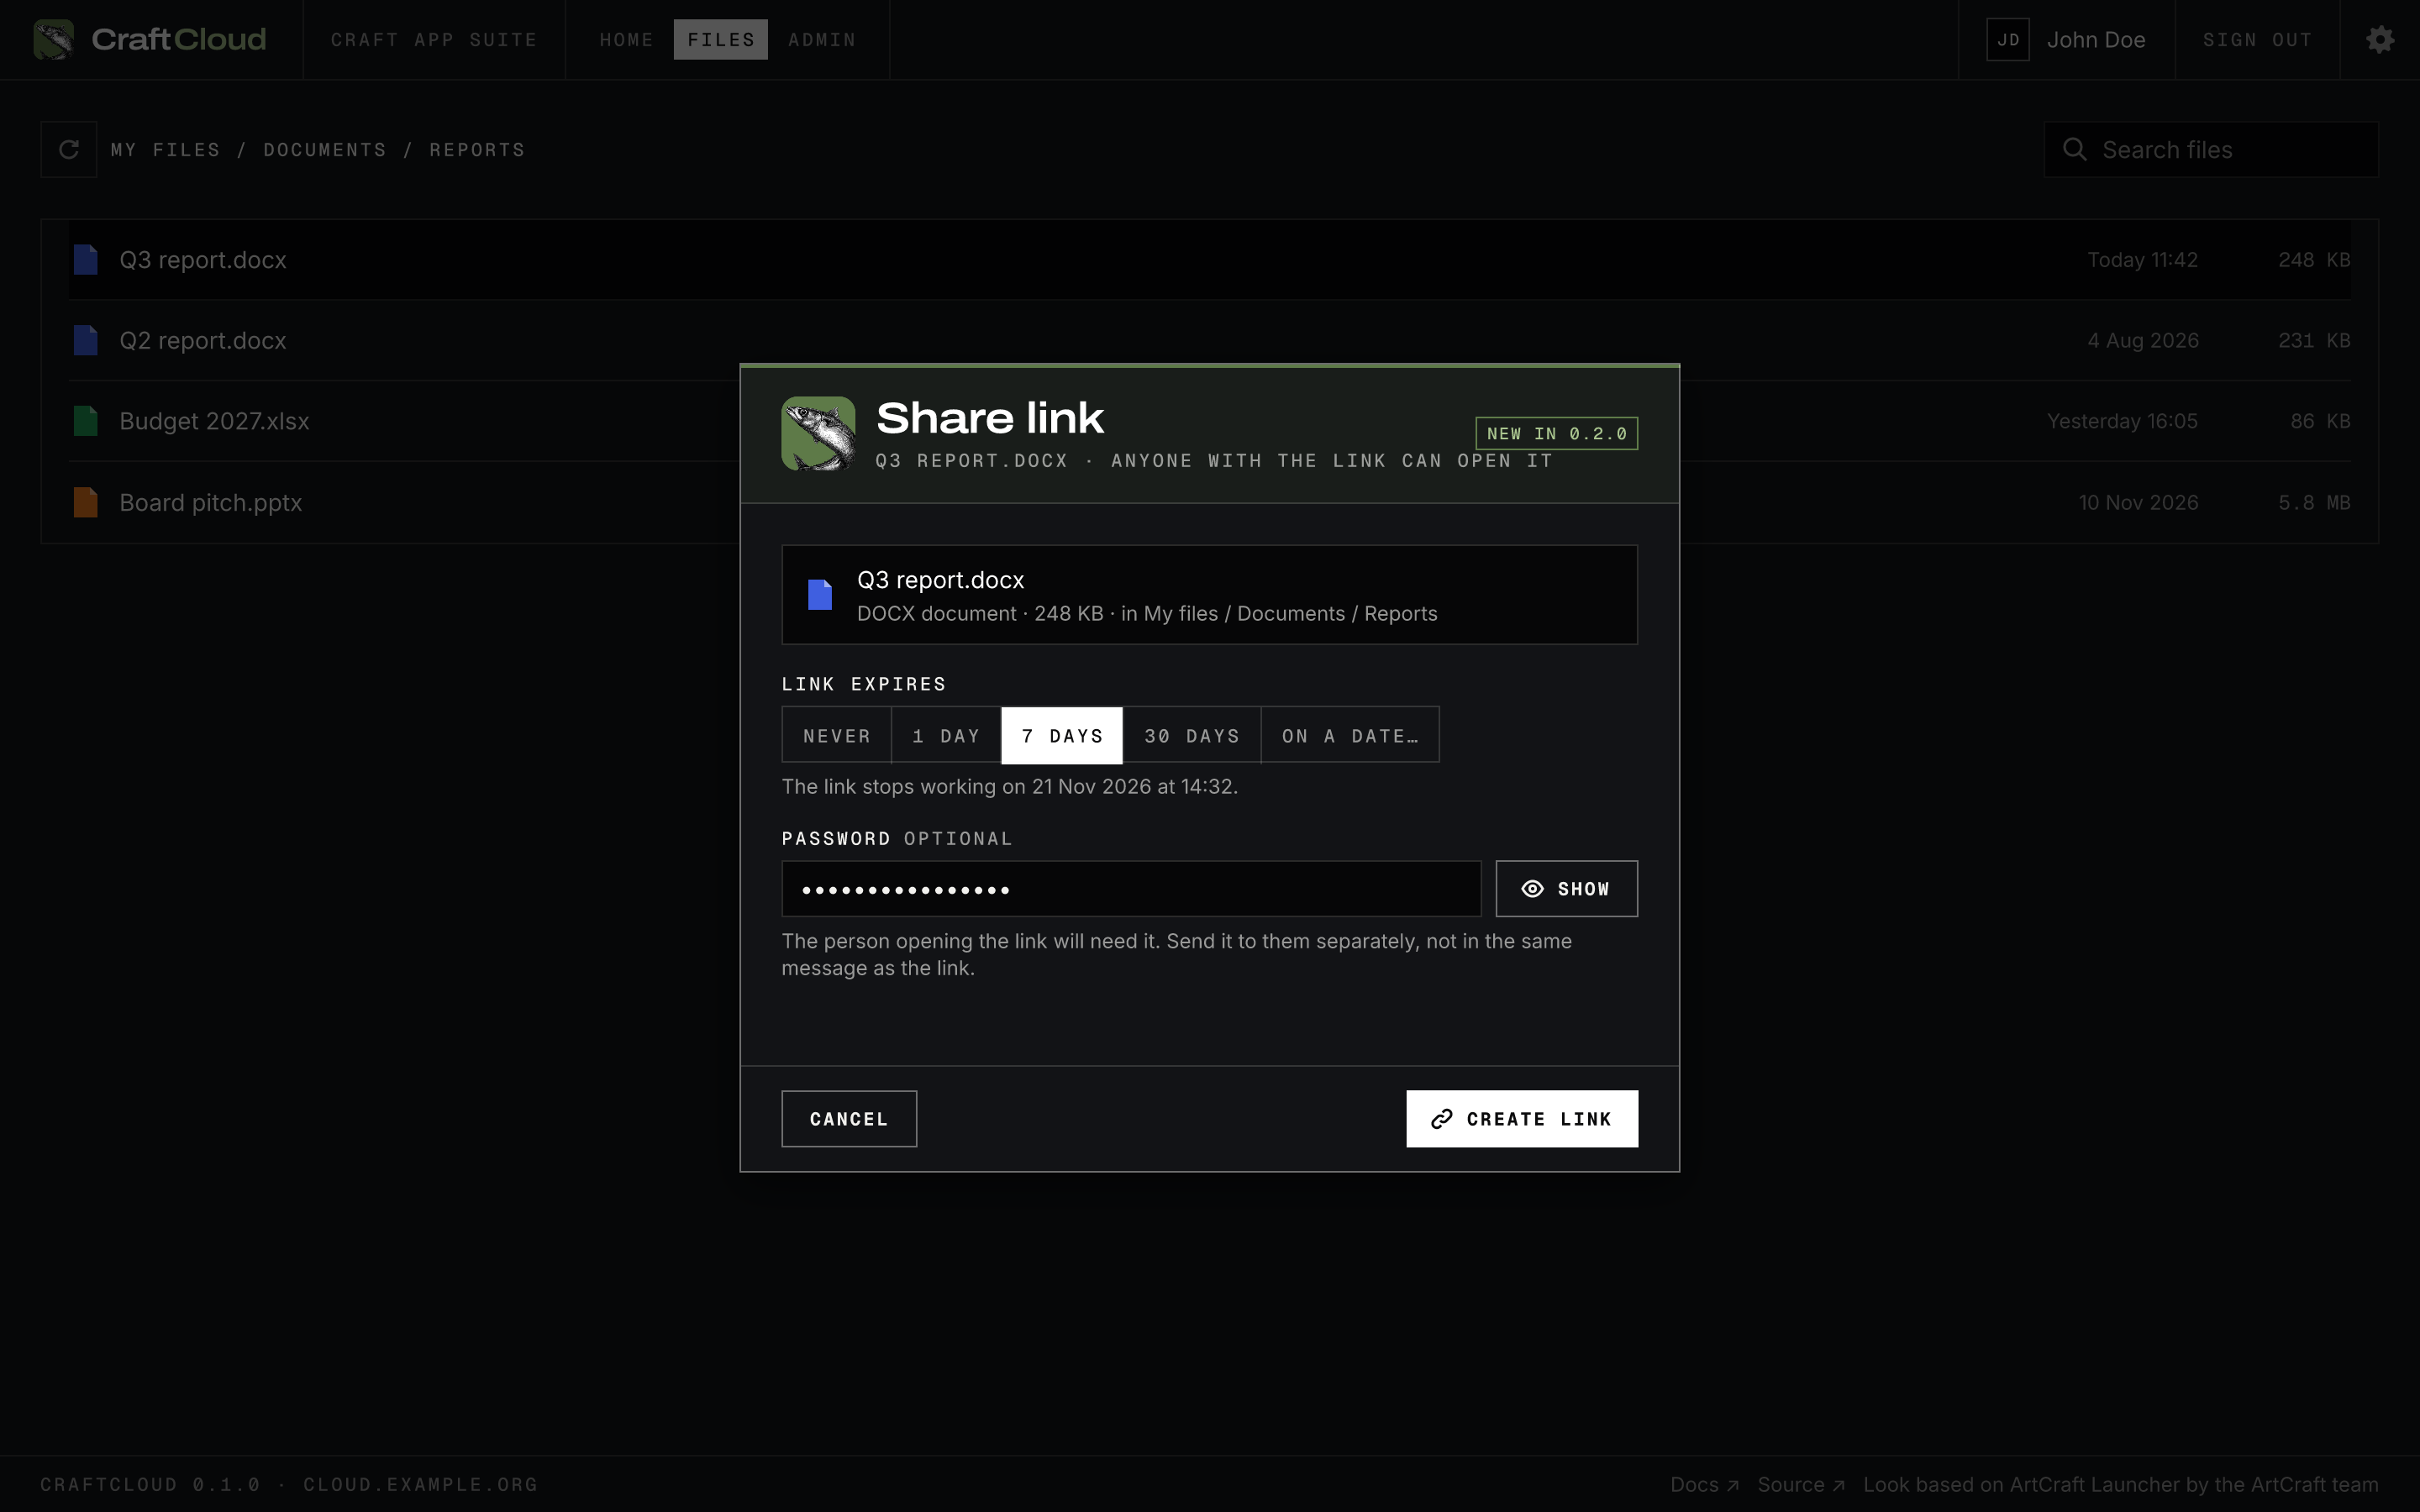 CraftCloud
CRAFT APP SUITE
HOME FILES ADMIN
JD John Doe
SIGN OUT
MY FILES / DOCUMENTS / REPORTS
Search files
Q3 report.docx Today 11:42 248 KB
Q2 report.docx 4 Aug 2026 231 KB
Budget 2027.xlsx Yesterday 16:05 86 KB
Board pitch.pptx 10 Nov 2026 5.8 MB
Share link
NEW IN 0.2.0
Q3 REPORT.DOCX · ANYONE WITH THE LINK CAN OPEN IT
Q3 report.docx
DOCX document · 248 KB · in My files / Documents / Reports
LINK EXPIRES
NEVER 1 DAY 7 DAYS 30 DAYS ON A DATE…
The link stops working on 21 Nov 2026 at 14:32.
PASSWORD OPTIONAL
••••••••••••••••
SHOW
The person opening the link will need it. Send it to them separately, not in the same
message as the link.
CANCEL
CREATE LINK
CRAFTCLOUD 0.1.0 · CLOUD.EXAMPLE.ORG
Docs ↗ Source ↗ Look based on ArtCraft Launcher by the ArtCraft team